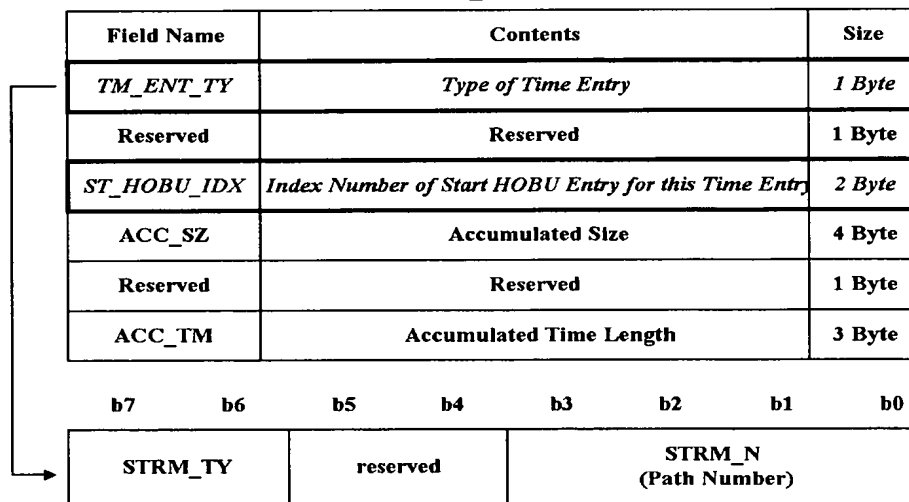 Field Name Contents Size
TM_ENT_TY Type of Time Entry 1 Byte
Reserved Reserved 1 Byte
ST_HOBU_IDX Index Number of Start HOBU Entry for this Time Entry 2 Byte
ACC_SZ Accumulated Size 4 Byte
Reserved Reserved 1 Byte
ACC_TM Accumulated Time Length 3 Byte
b7 b6 b5 b4 b3 b2 b1 b0
STRM_TY reserved STRM_N
(Path Number)